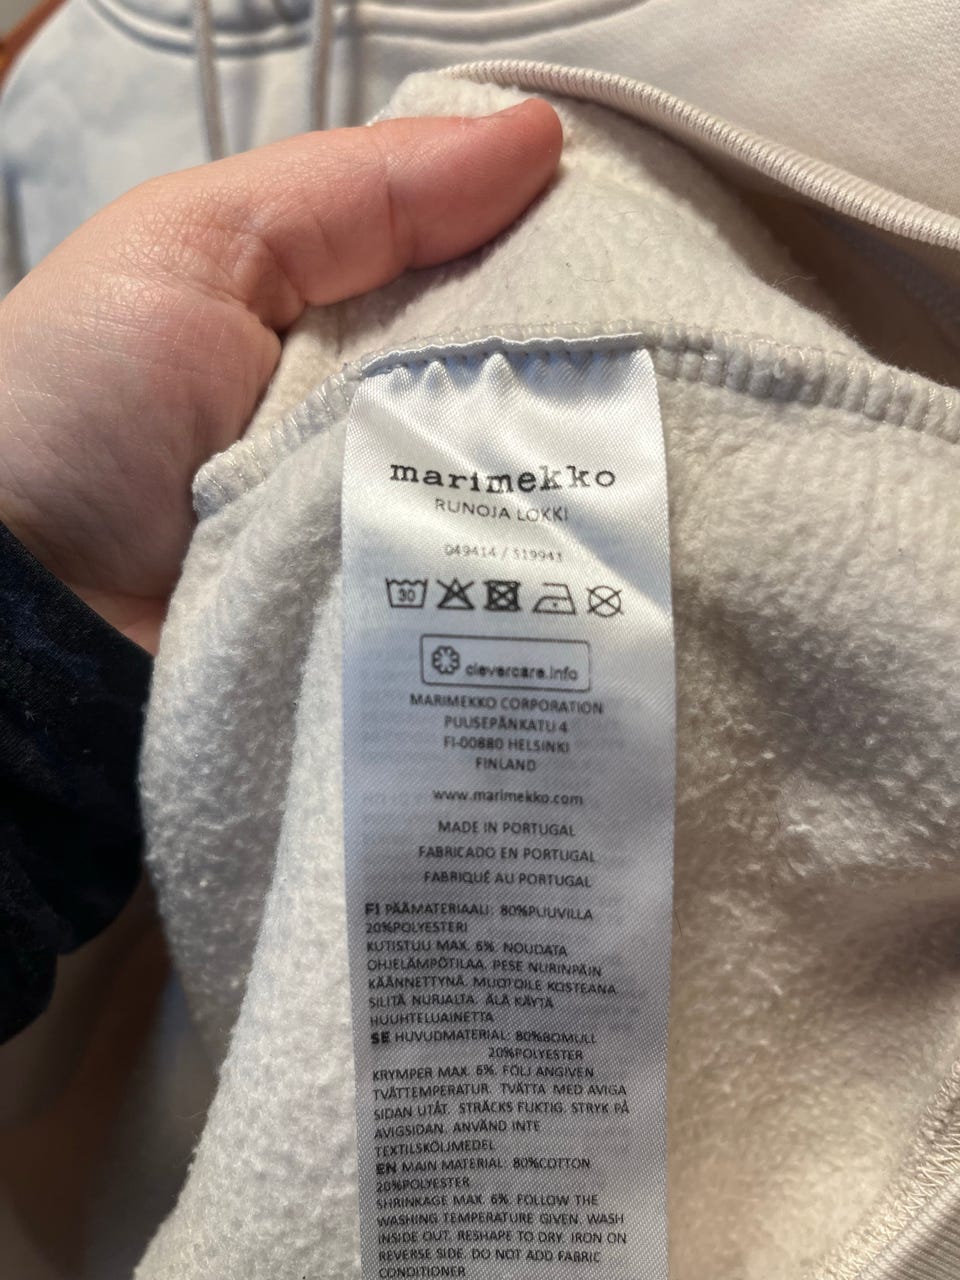 marimekko
RUNOJA LOKKI
049414 / 519941
30
clevercare.info
MARIMEKKO CORPORATION
PUUSEPÄNKATU 4
FI-00880 HELSINKI
FINLAND
www.marimekko.com
MADE IN PORTUGAL
FABRICADO EN PORTUGAL
FABRIQUÉ AU PORTUGAL
FI PÄÄMATERIAALI: 80%PUUVILLA
20%POLYESTERI
KUTISTUU MAX. 6%. NOUDATA
OHJELÄMPÖTILAA. PESE NURINPÄIN
KÄÄNNETTYNÄ. MUOTOILE KOSTEANA
SILITÄ NURJALTA. ÄLÄ KÄYTÄ
HUUHTELUAINETTA
SE HUVUDMATERIAL: 80%BOMULL
20%POLYESTER
KRYMPER MAX. 6%. FÖLJ ANGIVEN
TVÄTTEMPERATUR. TVÄTTA MED AVIGA
SIDAN UTÅT. STRÄCKS FUKTIG. STRYK PÅ
AVIGSIDAN. ANVÄND INTE
TEXTILSKÖLJMEDEL
EN MAIN MATERIAL: 80%COTTON
20%POLYESTER
SHRINKAGE MAX. 6%. FOLLOW THE
WASHING TEMPERATURE GIVEN. WASH
INSIDE OUT. RESHAPE TO DRY. IRON ON
REVERSE SIDE. DO NOT ADD FABRIC
CONDITIONER